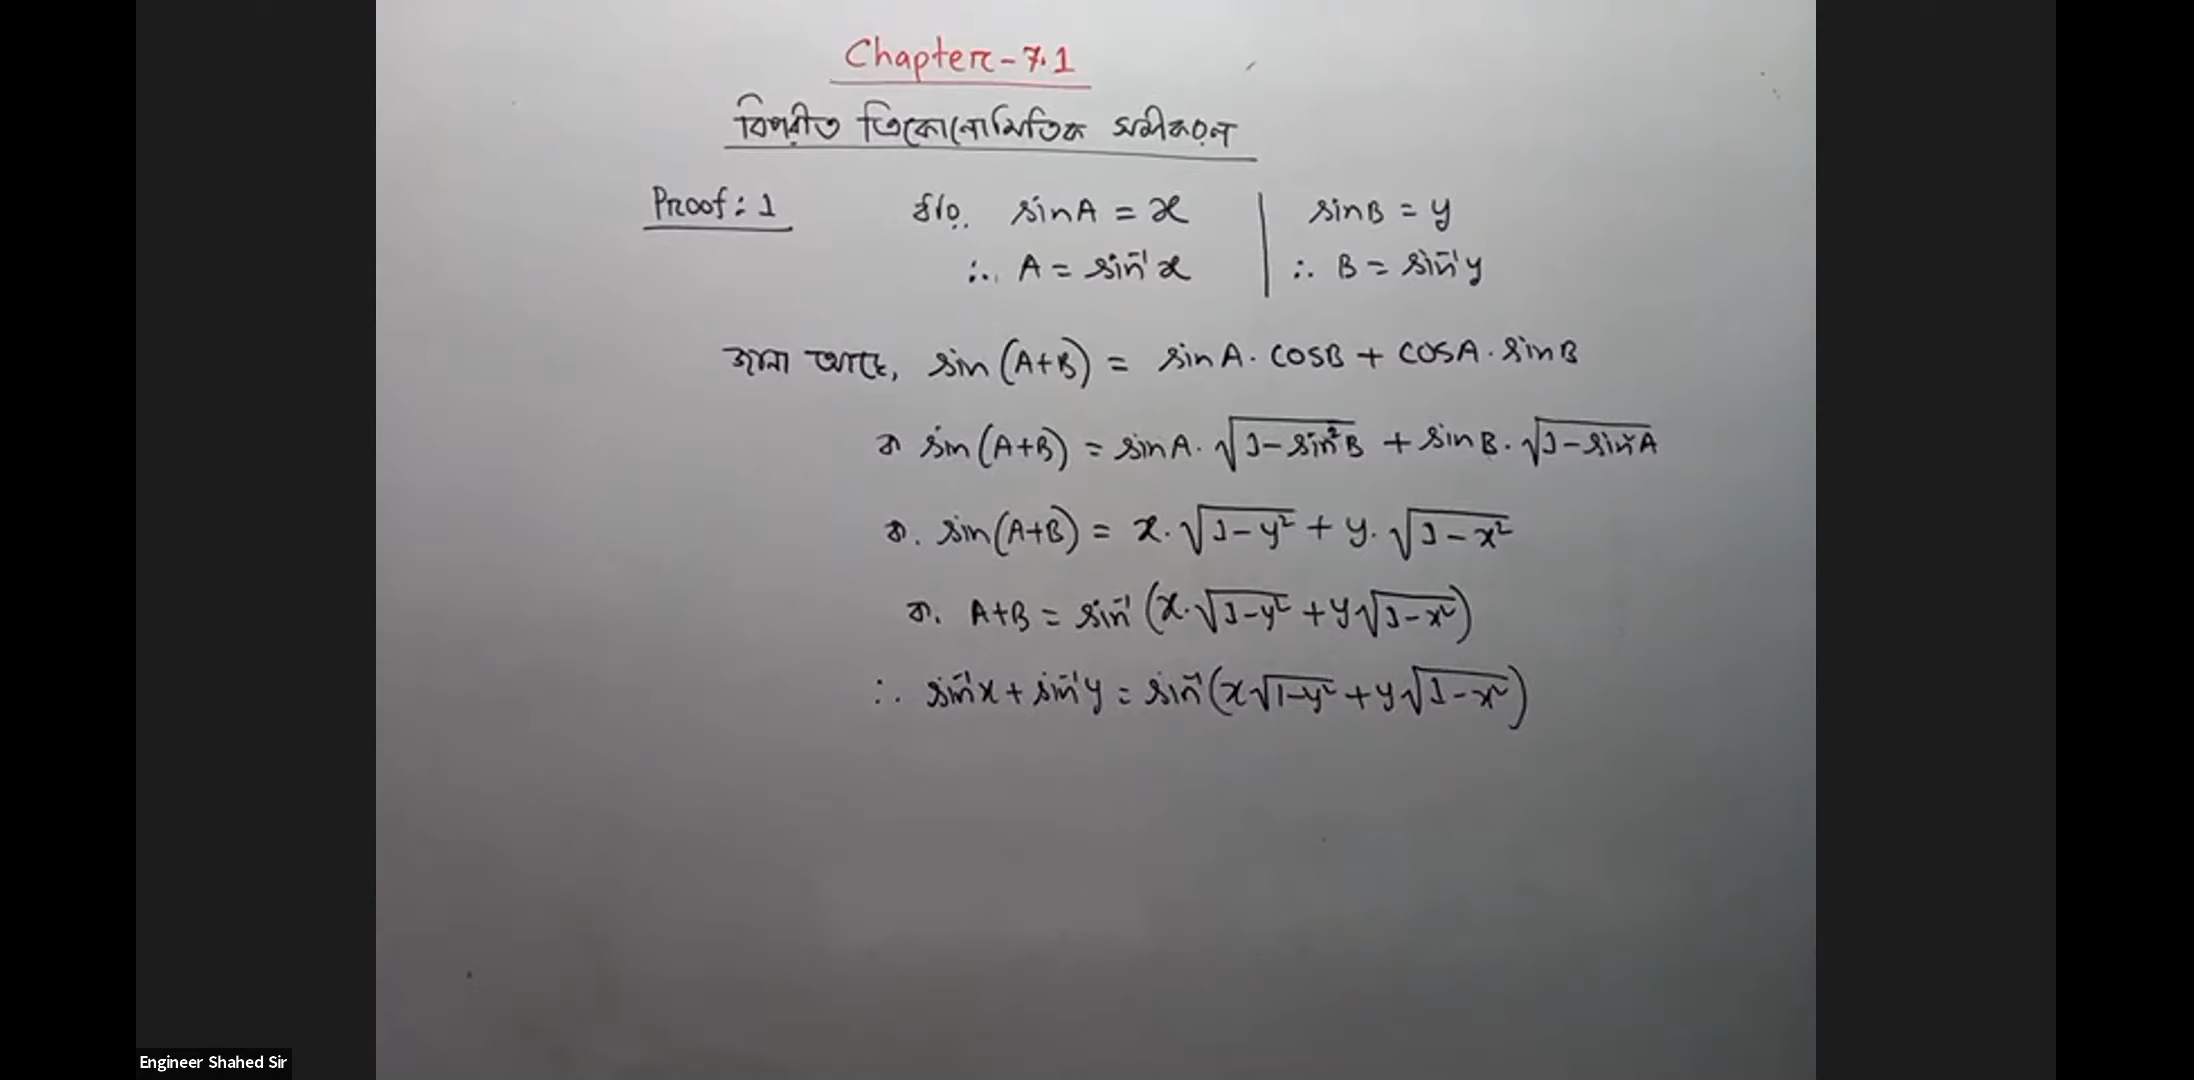 Chapter-7.1
বিপরীত ত্রিকোনোমিতিক সমীকরণ
Proof: 1
ধরি, sinA = x | sinB = y
∴ A = sin⁻¹x | ∴ B = sin⁻¹y
জানা আছে, sin(A+B) = sinA. cosB + cosA. sinB
বা sin(A+B) = sinA. √(1-sin²B) + sinB. √(1-sin²A)
বা. sin(A+B) = x. √(1-y²) + y. √(1-x²)
বা. A+B = sin⁻¹(x. √(1-y²) + y√(1-x²))
∴ sin⁻¹x + sin⁻¹y = sin⁻¹(x√(1-y²) + y√(1-x²))
Engineer Shahed Sir